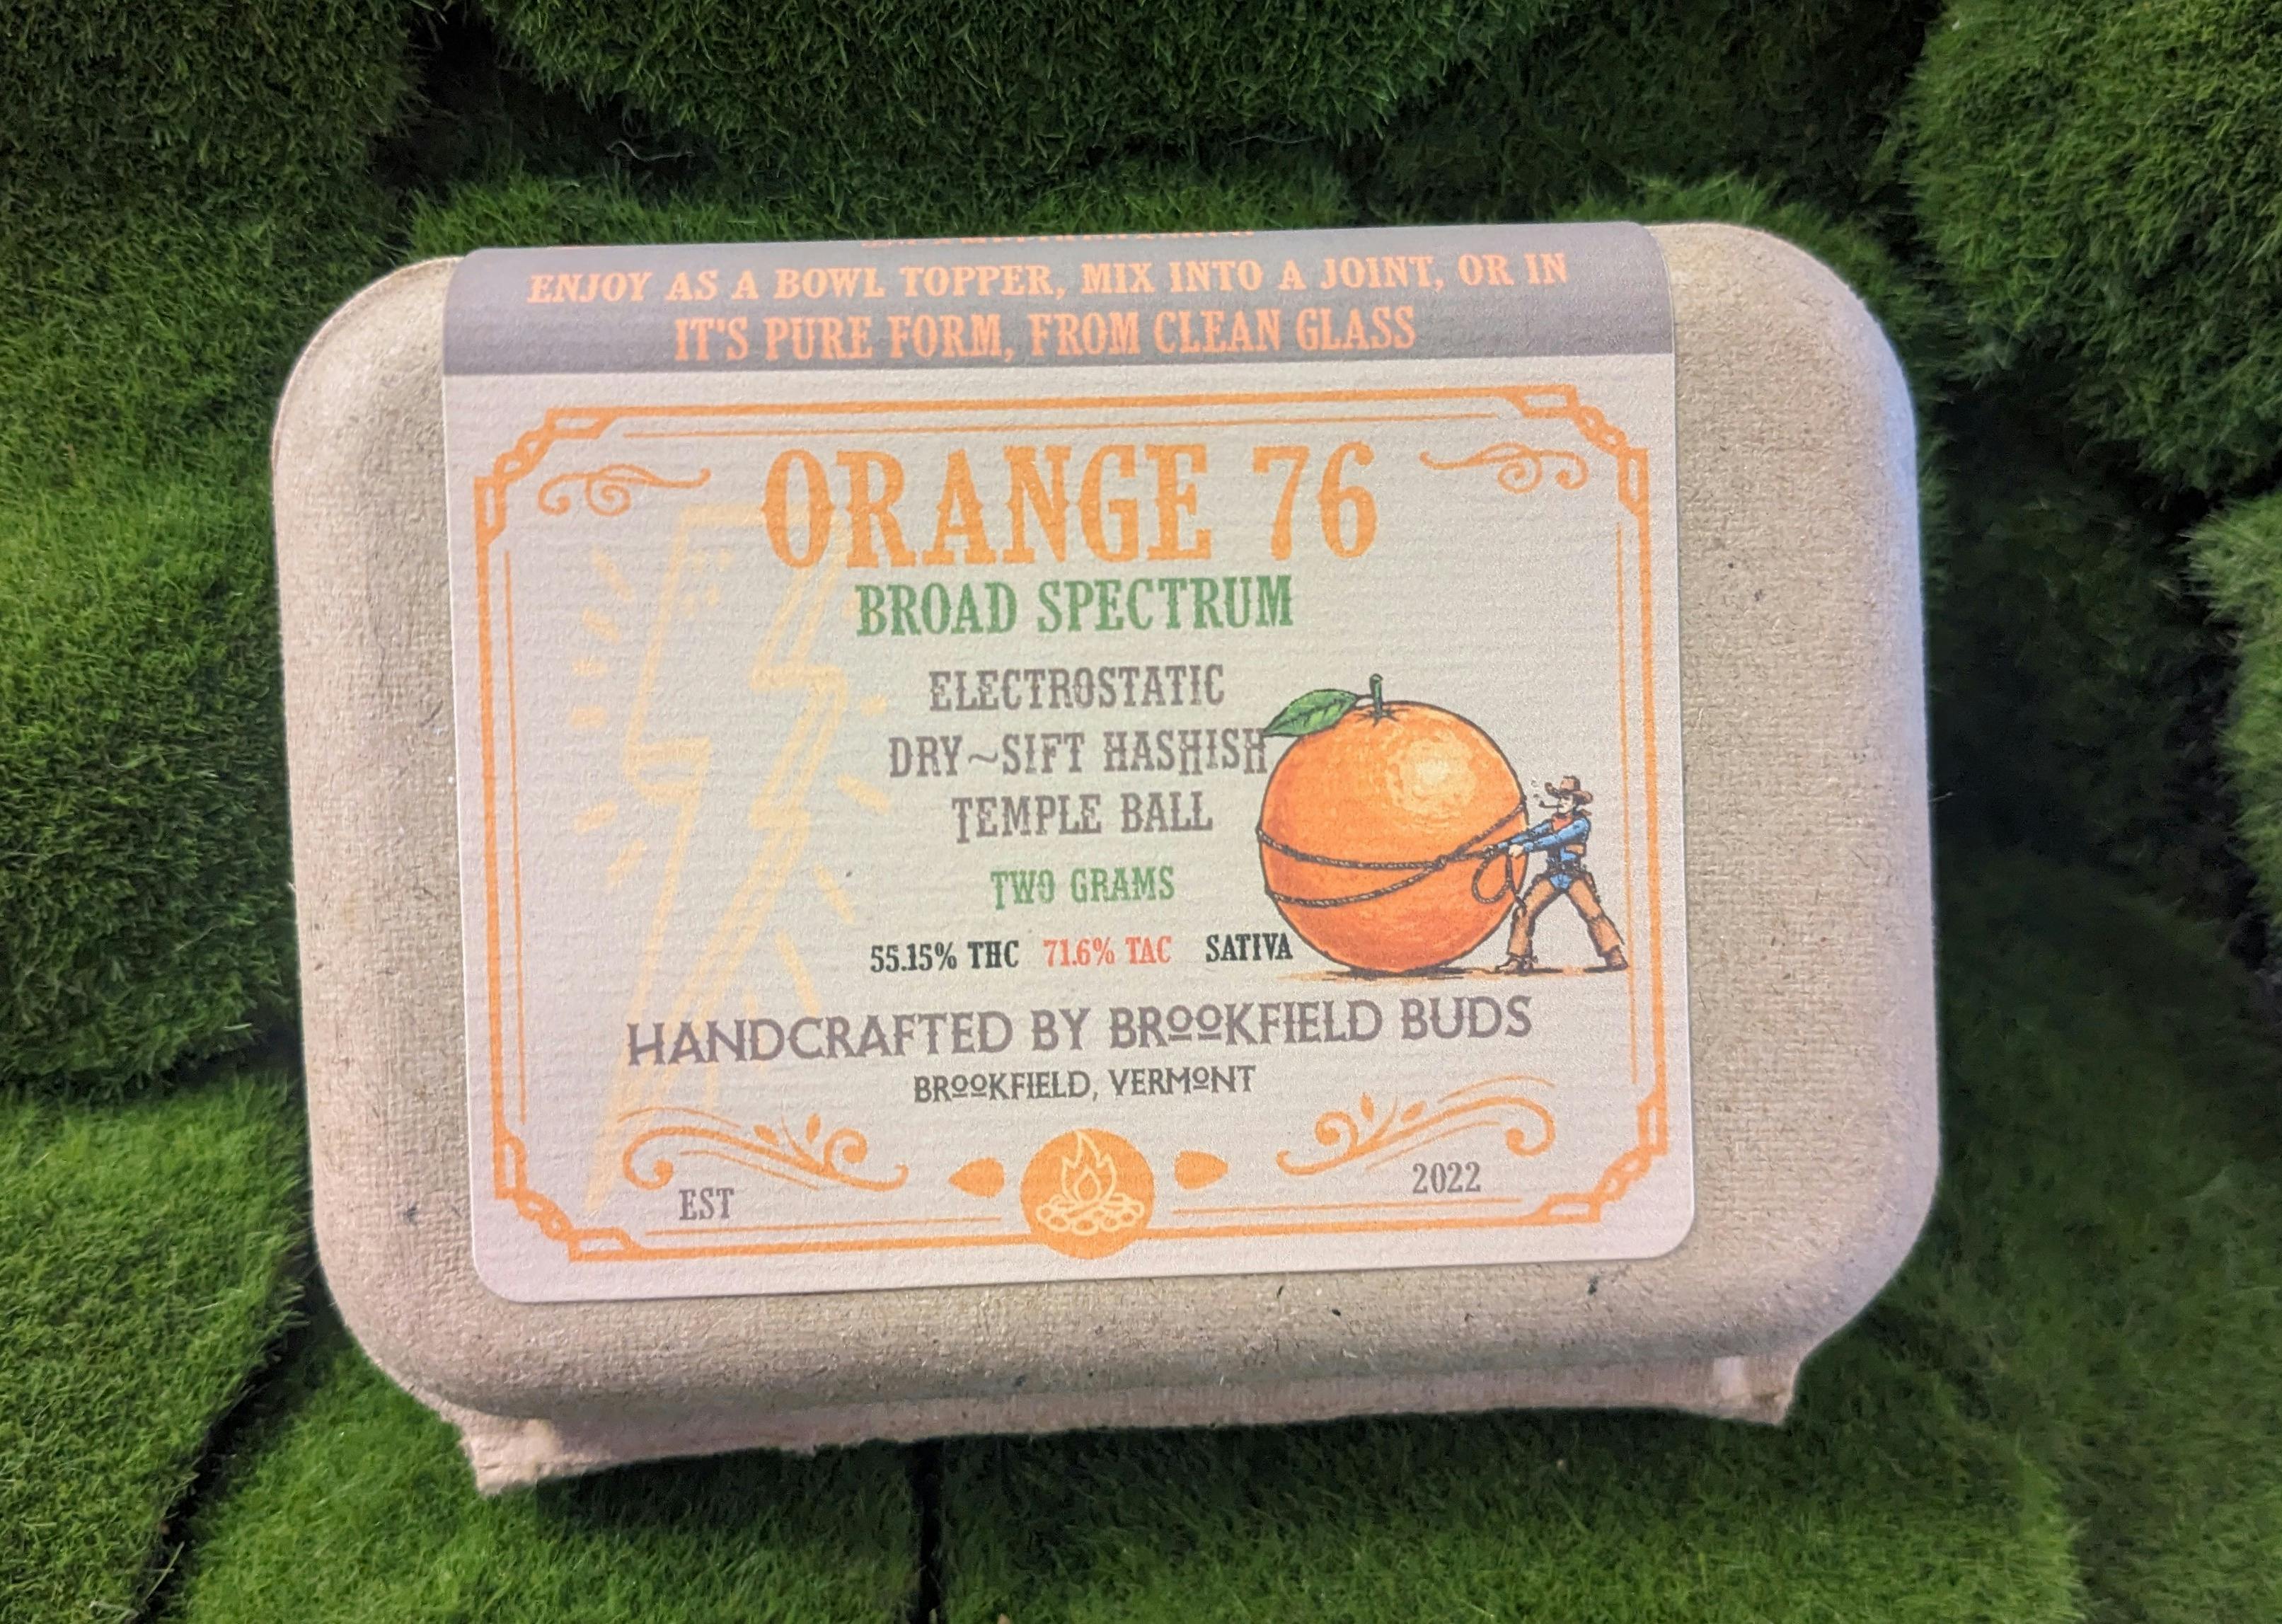 ENJOY AS A BOWL TOPPER, MIX INTO A JOINT, OR IN
IT'S PURE FORM, FROM CLEAN GLASS
ORANGE 76
BROAD SPECTRUM
ELECTROSTATIC
DRY~SIFT HASHISH
TEMPLE BALL
TWO GRAMS
55.15% THC 71.6% TAC SATIVA
HANDCRAFTED BY BROOKFIELD BUDS
BROOKFIELD, VERMONT
EST 2022